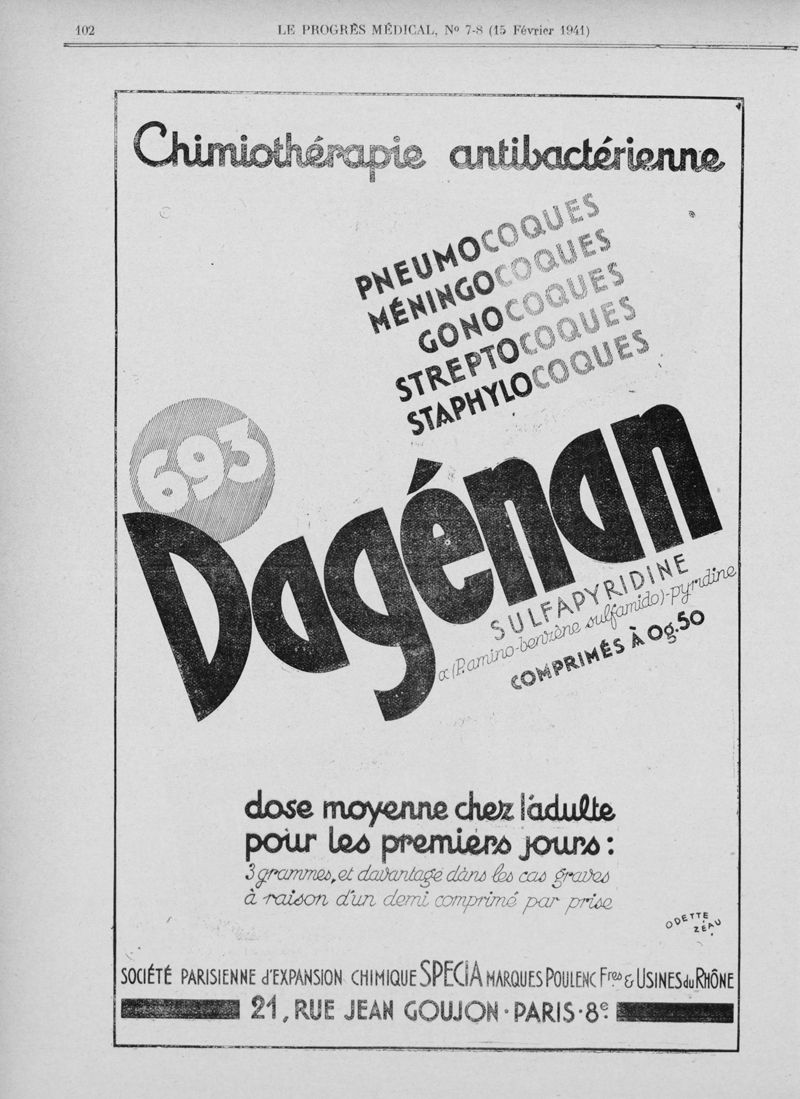 102
LE PROGRÈS MÉDICAL, Nº 7-8 (15 Février 1941)
Chimiothérapie antibactérienne
PNEUMOCOQUES
MÉNINGOCOQUES
GONOCOQUES
STREPTOCOQUES
STAPHYLOCOQUES
693
Dagénan
SULFAPYRIDINE
α (P. amino-benzène sulfamido)-pyridine
COMPRIMÉS À 0g.50
dose moyenne chez l'adulte
pour les premiers jours :
3 grammes, et davantage dans les cas graves
à raison d'un demi comprimé par prise
ODETTE
ZÉAU
SOCIÉTÉ PARISIENNE d'EXPANSION CHIMIQUE SPECIA MARQUES POULENC Fres & USINES du RHÔNE
21, RUE JEAN GOUJON · PARIS · 8e